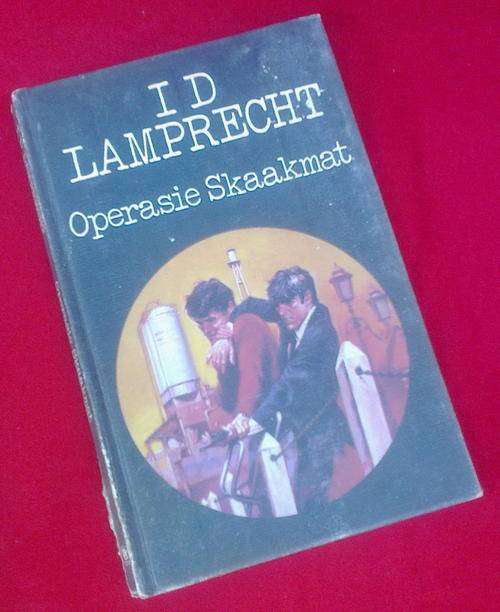 I D
LAMPRECHT
Operasie Skaakmat